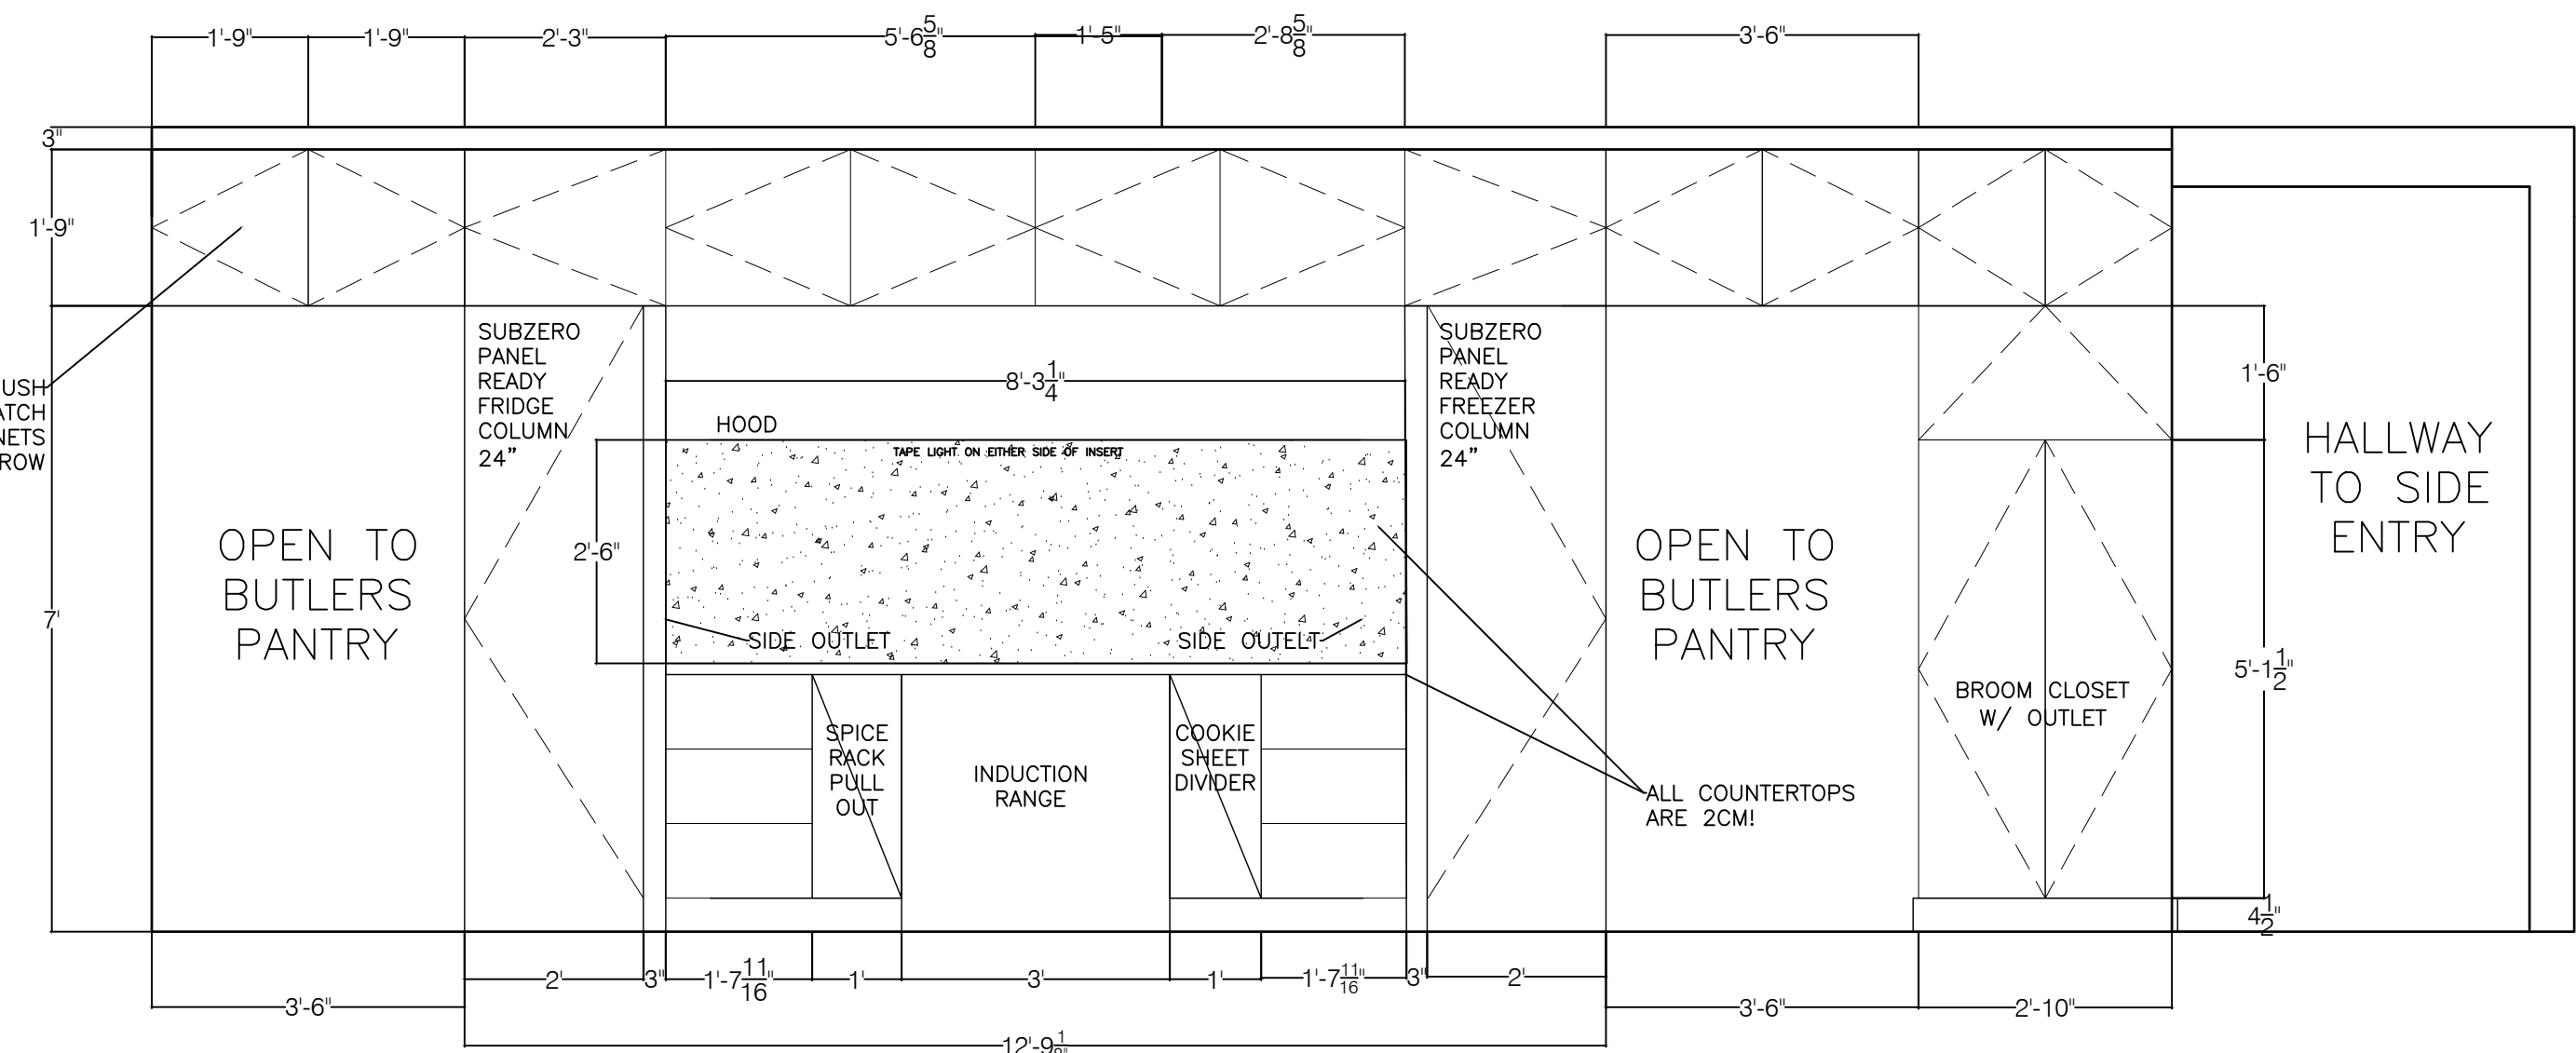 1'-9"
1'-9"
2'-3"
5'-6 5/8"
1'-5"
2'-8 5/8"
3'-6"
3"
1'-9"
7'
USH
ATCH
NETS
ROW
SUBZERO
PANEL
READY
FRIDGE
COLUMN
24”
8'-3 1/4"
HOOD
TAPE LIGHT ON EITHER SIDE OF INSERT
2'-6"
SIDE OUTLET
SIDE OUTELT
SUBZERO
PANEL
READY
FREEZER
COLUMN
24”
OPEN TO
BUTLERS
PANTRY
OPEN TO
BUTLERS
PANTRY
1'-6"
HALLWAY
TO SIDE
ENTRY
5'-1 1/2"
BROOM CLOSET
W/ OUTLET
SPICE
RACK
PULL
OUT
INDUCTION
RANGE
COOKIE
SHEET
DIVIDER
ALL COUNTERTOPS
ARE 2CM!
4 1/2"
2'
3"
1'-7 11/16"
1'
3'
1'
1'-7 11/16"
3"
2'
3'-6"
3'-6"
2'-10"
12'-9 1/8"